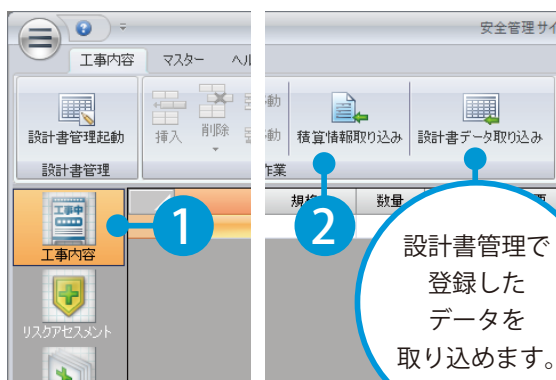 安全管理サイ
工事内容 マスター ヘル
設計書管理起動 挿入 削除 動 積算情報取り込み 設計書データ取り込み
動
設計書管理 作業
規格 数量
工事中
工事内容
1
2
リスクアセスメント
設計書管理で
登録した
データを
取り込めます。